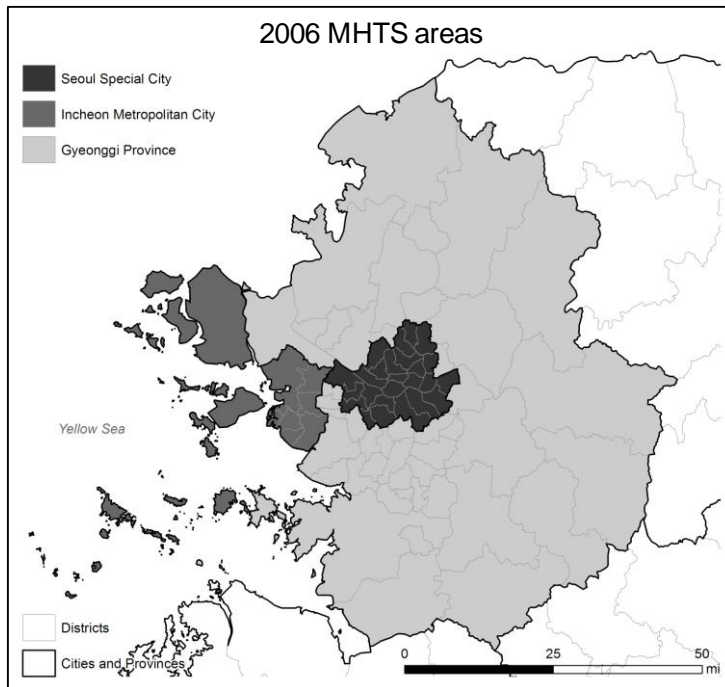 2006 MHTS areas
Seoul Special City
Incheon Metropolitan City
Gyeonggi Province
Yellow Sea
Districts
Cities and Provinces
0 25 50
mi